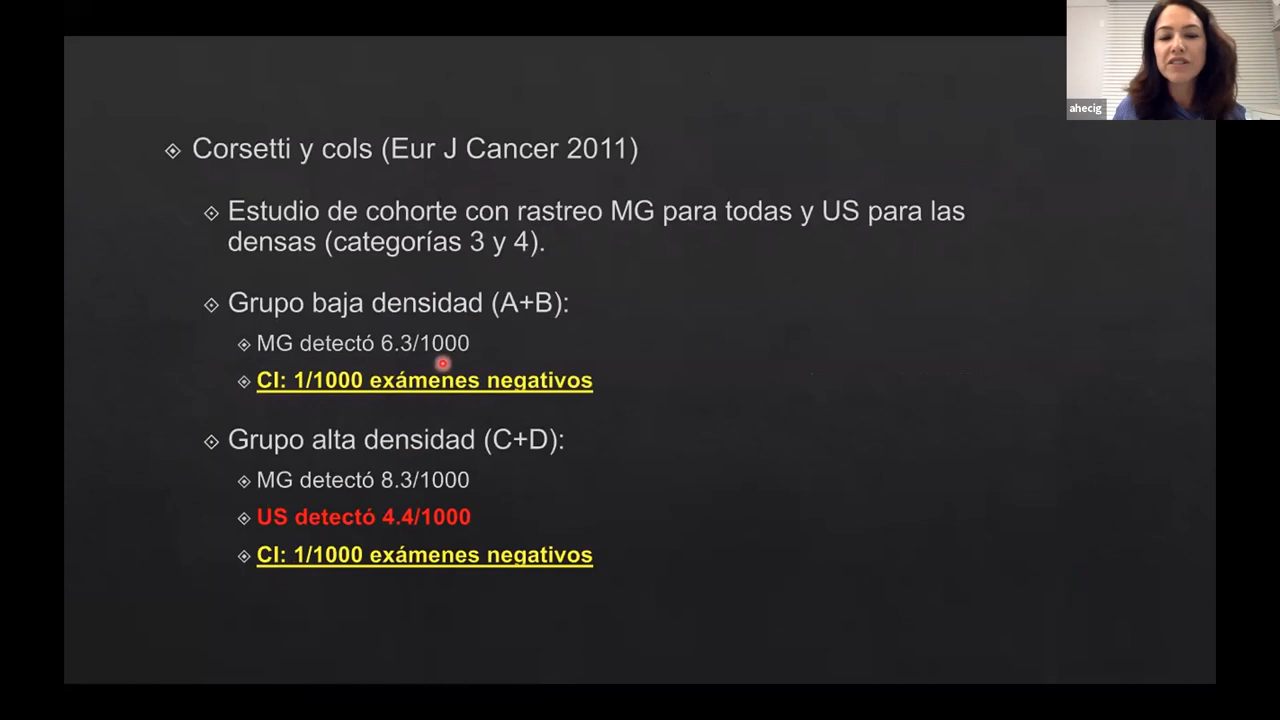 ahecig
Corsetti y cols (Eur J Cancer 2011)
Estudio de cohorte con rastreo MG para todas y US para las
densas (categorías 3 y 4).
Grupo baja densidad (A+B):
MG detectó 6.3/1000
CI: 1/1000 exámenes negativos
Grupo alta densidad (C+D):
MG detectó 8.3/1000
US detectó 4.4/1000
CI: 1/1000 exámenes negativos